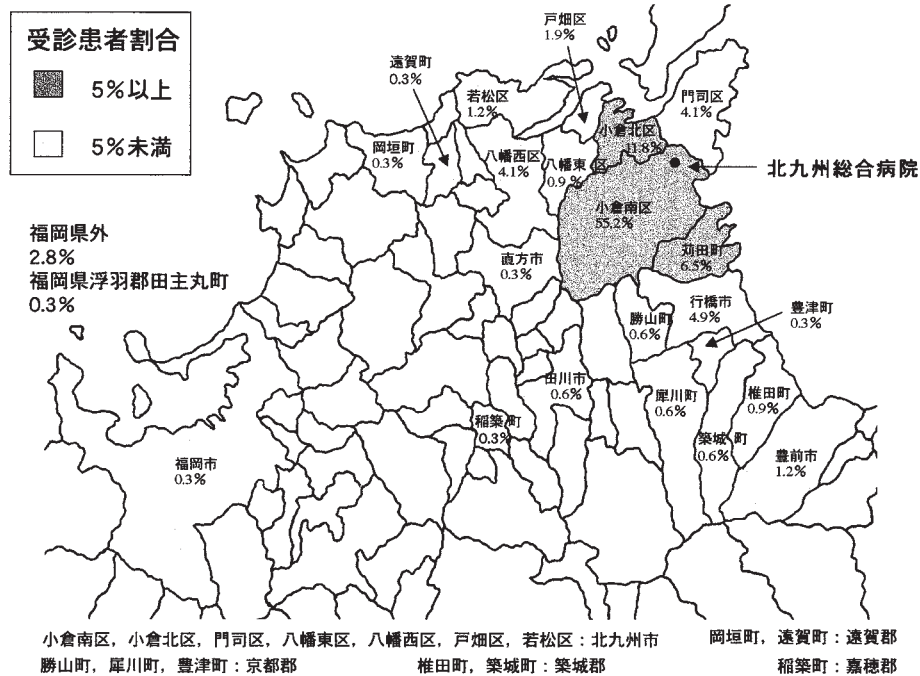 受診患者割合
5%以上
5%未満
戸畑区
1.9%
遠賀町
0.3%
若松区
1.2%
門司区
4.1%
小倉北区
11.8%
岡垣町
0.3%
八幡西区
4.1%
八幡東区
0.9%
北九州総合病院
小倉南区
55.2%
福岡県外
2.8%
福岡県浮羽郡田主丸町
0.3%
直方市
0.3%
苅田町
6.5%
行橋市
4.9%
勝山町
0.6%
豊津町
0.3%
田川市
0.6%
犀川町
0.6%
椎田町
0.9%
稲築町
0.3%
築城町
0.6%
豊前市
1.2%
福岡市
0.3%
小倉南区，小倉北区，門司区，八幡東区，八幡西区，戸畑区，若松区：北九州市
岡垣町，遠賀町：遠賀郡
勝山町，犀川町，豊津町：京都郡
椎田町，築城町：築城郡
稲築町：嘉穂郡